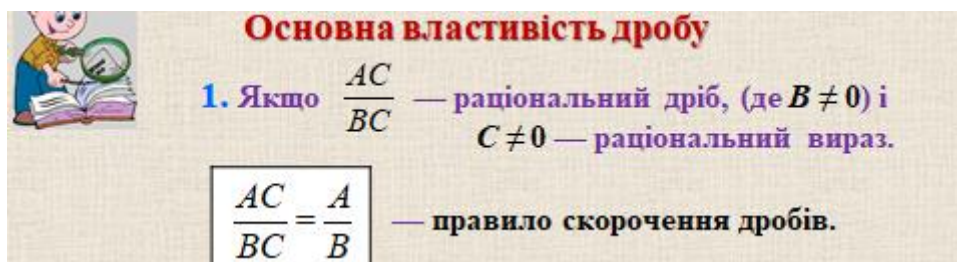 Основна властивість дробу
1. Якщо AC/BC — раціональний дріб, (де B ≠ 0) і
C ≠ 0 — раціональний вираз.
AC/BC = A/B — правило скорочення дробів.